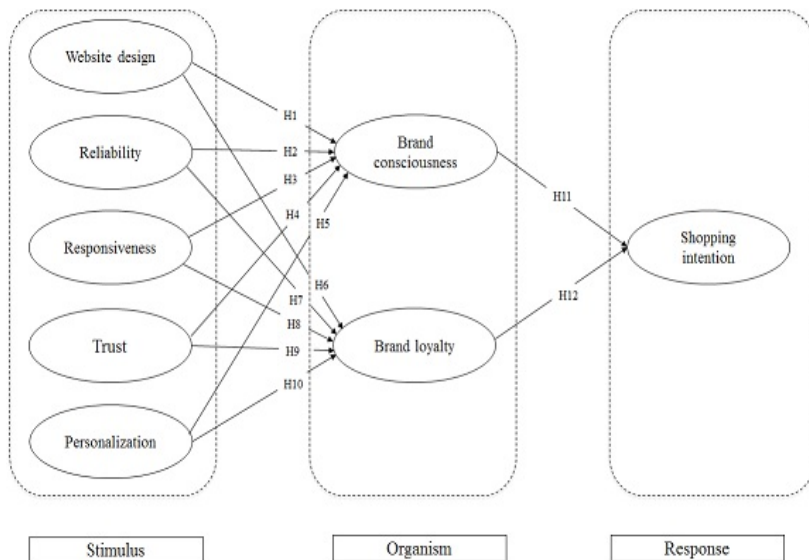 Website design
Reliability
Responsiveness
Trust
Personalization
H1
H2
H3
H4
H5
H6
H7
H8
H9
H10
Brand
consciousness
Brand loyalty
H11
H12
Shopping
intention
Stimulus
Organism
Response